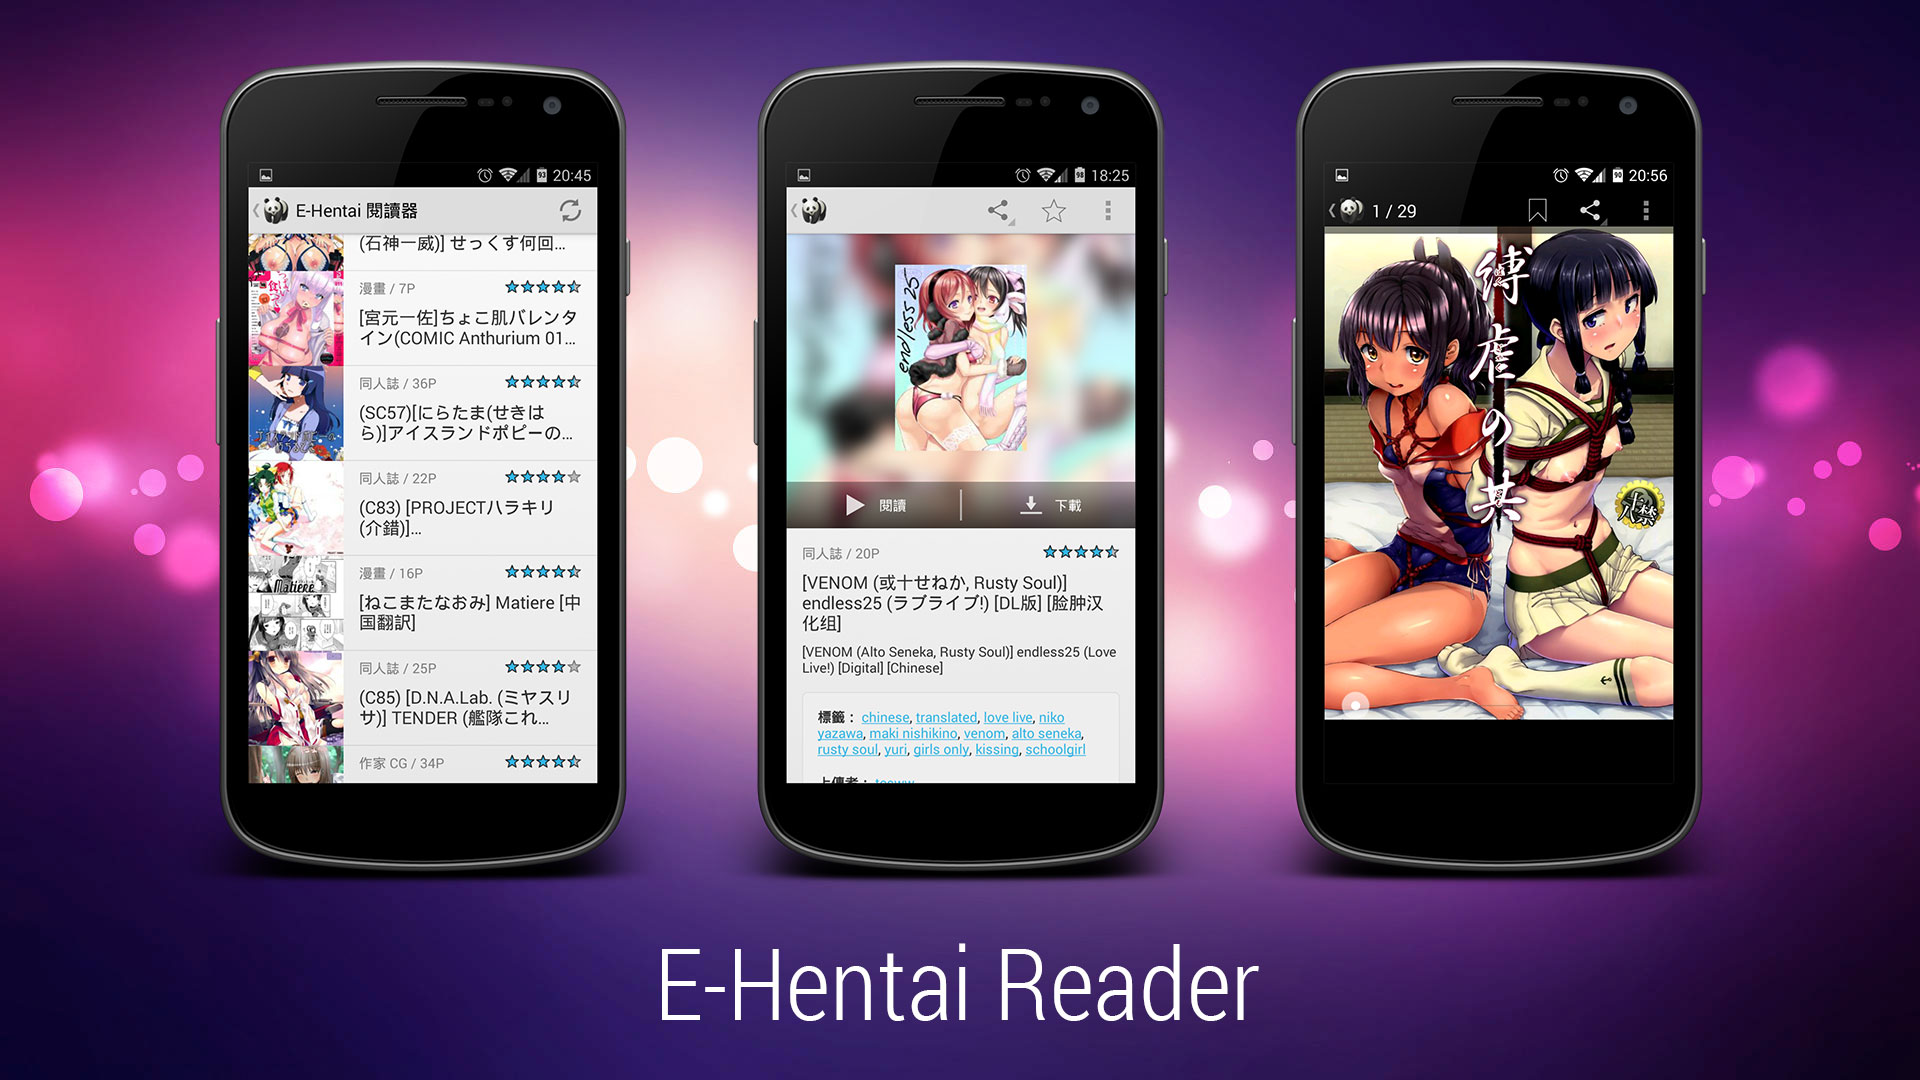 20:45
E-Hentai 閱讀器
(石神一威)] せっくす何回...
漫畫 / 7P
[宮元一佐]ちょこ肌バレンタ
イン(COMIC Anthurium 01...
同人誌 / 36P
(SC57)[にらたま(せきは
ら)]アイスランドポピーの...
同人誌 / 22P
(C83) [PROJECTハラキリ
(介錯)]...
漫畫 / 16P
Matiere
[ねこまたなおみ] Matiere [中
国翻訳]
同人誌 / 25P
(C85) [D.N.A.Lab. (ミヤスリ
サ)] TENDER (艦隊これ...
作家 CG / 34P
18:25
endless 25
閱讀
下載
同人誌 / 20P
[VENOM (或十せねか, Rusty Soul)]
endless25 (ラブライブ!) [DL版] [脸肿汉
化组]
[VENOM (Alto Seneka, Rusty Soul)] endless25 (Love
Live!) [Digital] [Chinese]
標籤： chinese, translated, love live, niko
yazawa, maki nishikino, venom, alto seneka,
rusty soul, yuri, girls only, kissing, schoolgirl
20:56
1 / 29
縛虐の共
十八禁
E-Hentai Reader